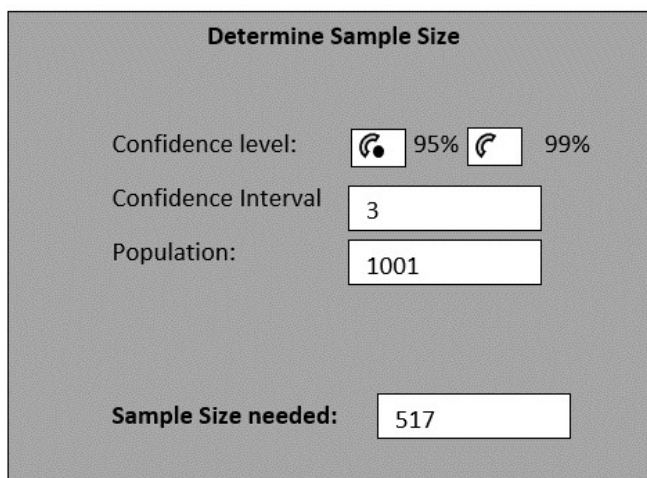 Determine Sample Size
Confidence level: 95% 99%
Confidence Interval 3
Population: 1001
Sample Size needed: 517